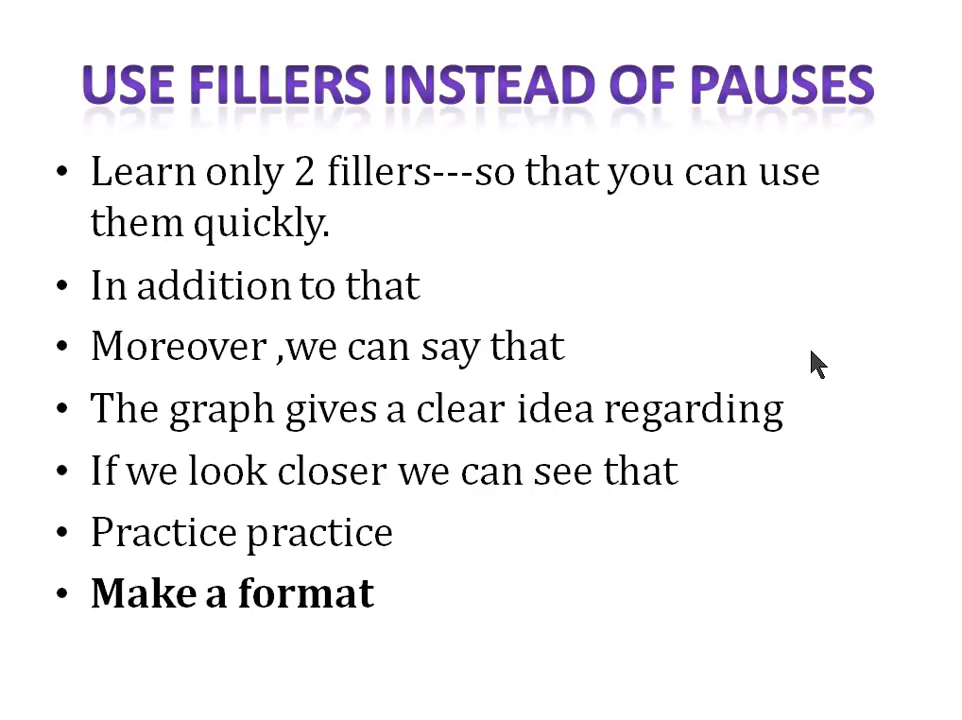 USE FILLERS INSTEAD OF PAUSES
• Learn only 2 fillers---so that you can use
them quickly.
• In addition to that
• Moreover ,we can say that
• The graph gives a clear idea regarding
• If we look closer we can see that
• Practice practice
• Make a format